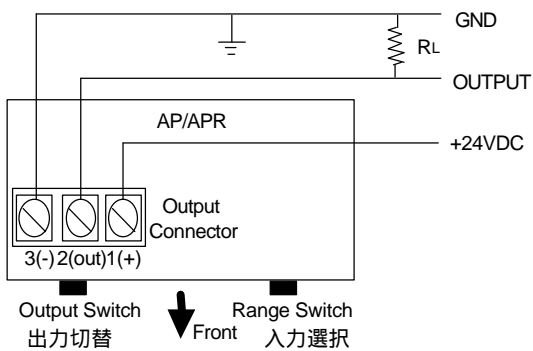 GND
RL
OUTPUT
AP/APR
+24VDC
Output
Connector
3(-) 2(out) 1(+)
Output Switch
出力切替
Front
Range Switch
入力選択